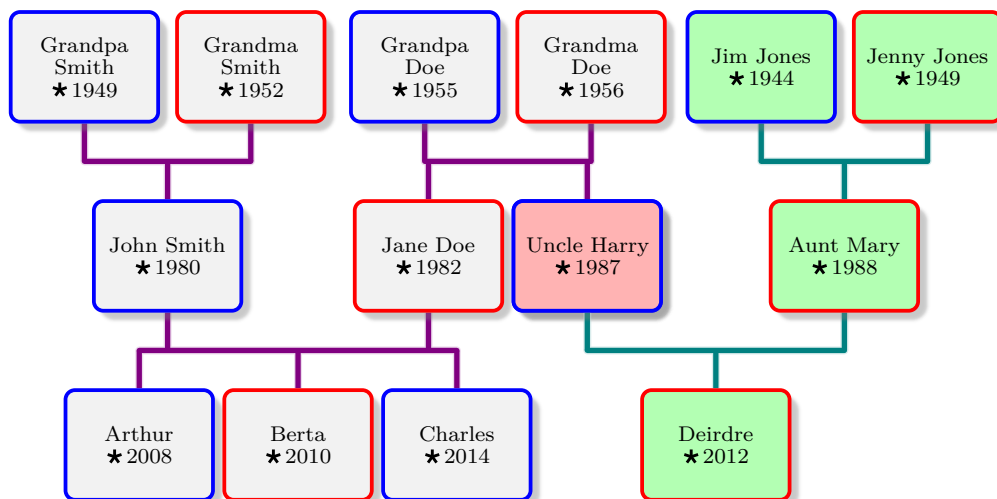 Grandpa
Smith
★1949
Grandma
Smith
★1952
Grandpa
Doe
★1955
Grandma
Doe
★1956
Jim Jones
★1944
Jenny Jones
★1949
John Smith
★1980
Jane Doe
★1982
Uncle Harry
★1987
Aunt Mary
★1988
Arthur
★2008
Berta
★2010
Charles
★2014
Deirdre
★2012